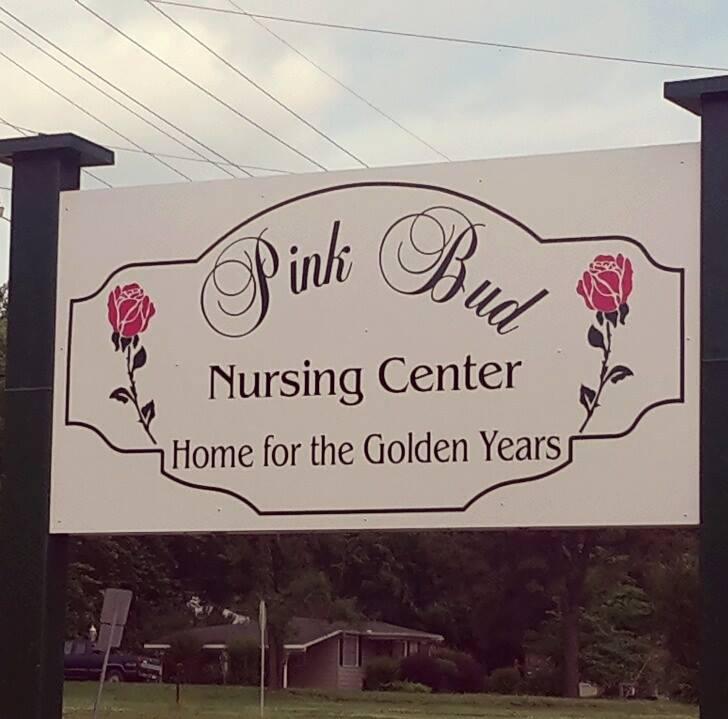 Pink Bud
Nursing Center
Home for the Golden Years